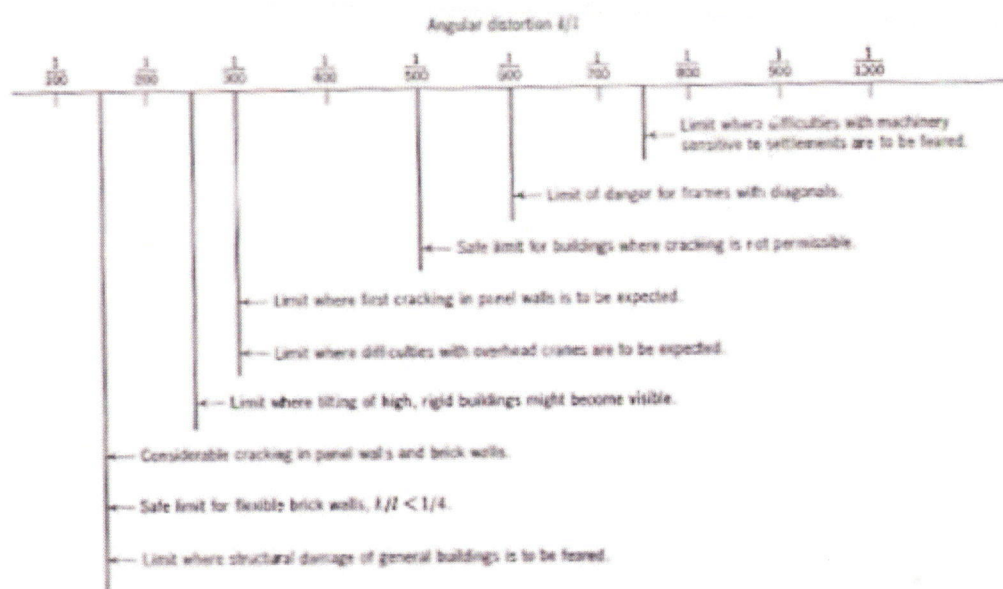 Angular distortion δ/l
1/100 1/200 1/300 1/400 1/500 1/600 1/700 1/800 1/900 1/1000
Limit where difficulties with machinery
sensitive to settlements are to be feared.
Limit of danger for frames with diagonals.
Safe limit for buildings where cracking is not permissible.
Limit where first cracking in panel walls is to be expected.
Limit where difficulties with overhead cranes are to be expected.
Limit where tilting of high, rigid buildings might become visible.
Considerable cracking in panel walls and brick walls.
Safe limit for flexible brick walls, h/l < 1/4.
Limit where structural damage of general buildings is to be feared.